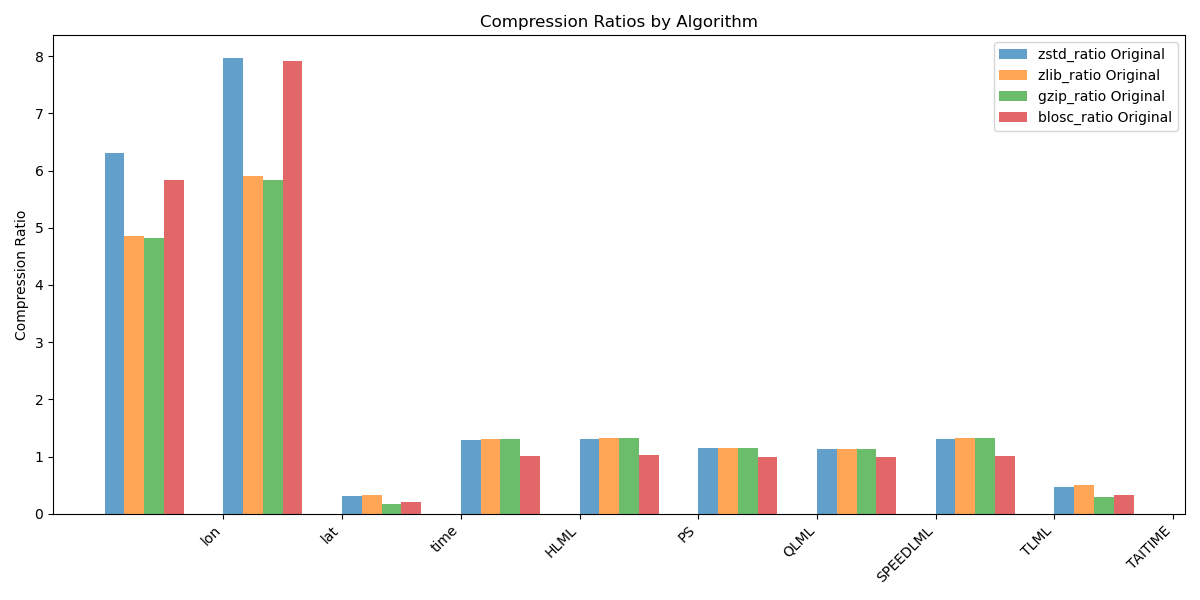 Compression Ratios by Algorithm
zstd_ratio Original
zlib_ratio Original
gzip_ratio Original
blosc_ratio Original
Compression Ratio
8
7
6
5
4
3
2
1
0
lon
lat
time
HLML
PS
QLML
SPEEDLML
TLML
TAITIME